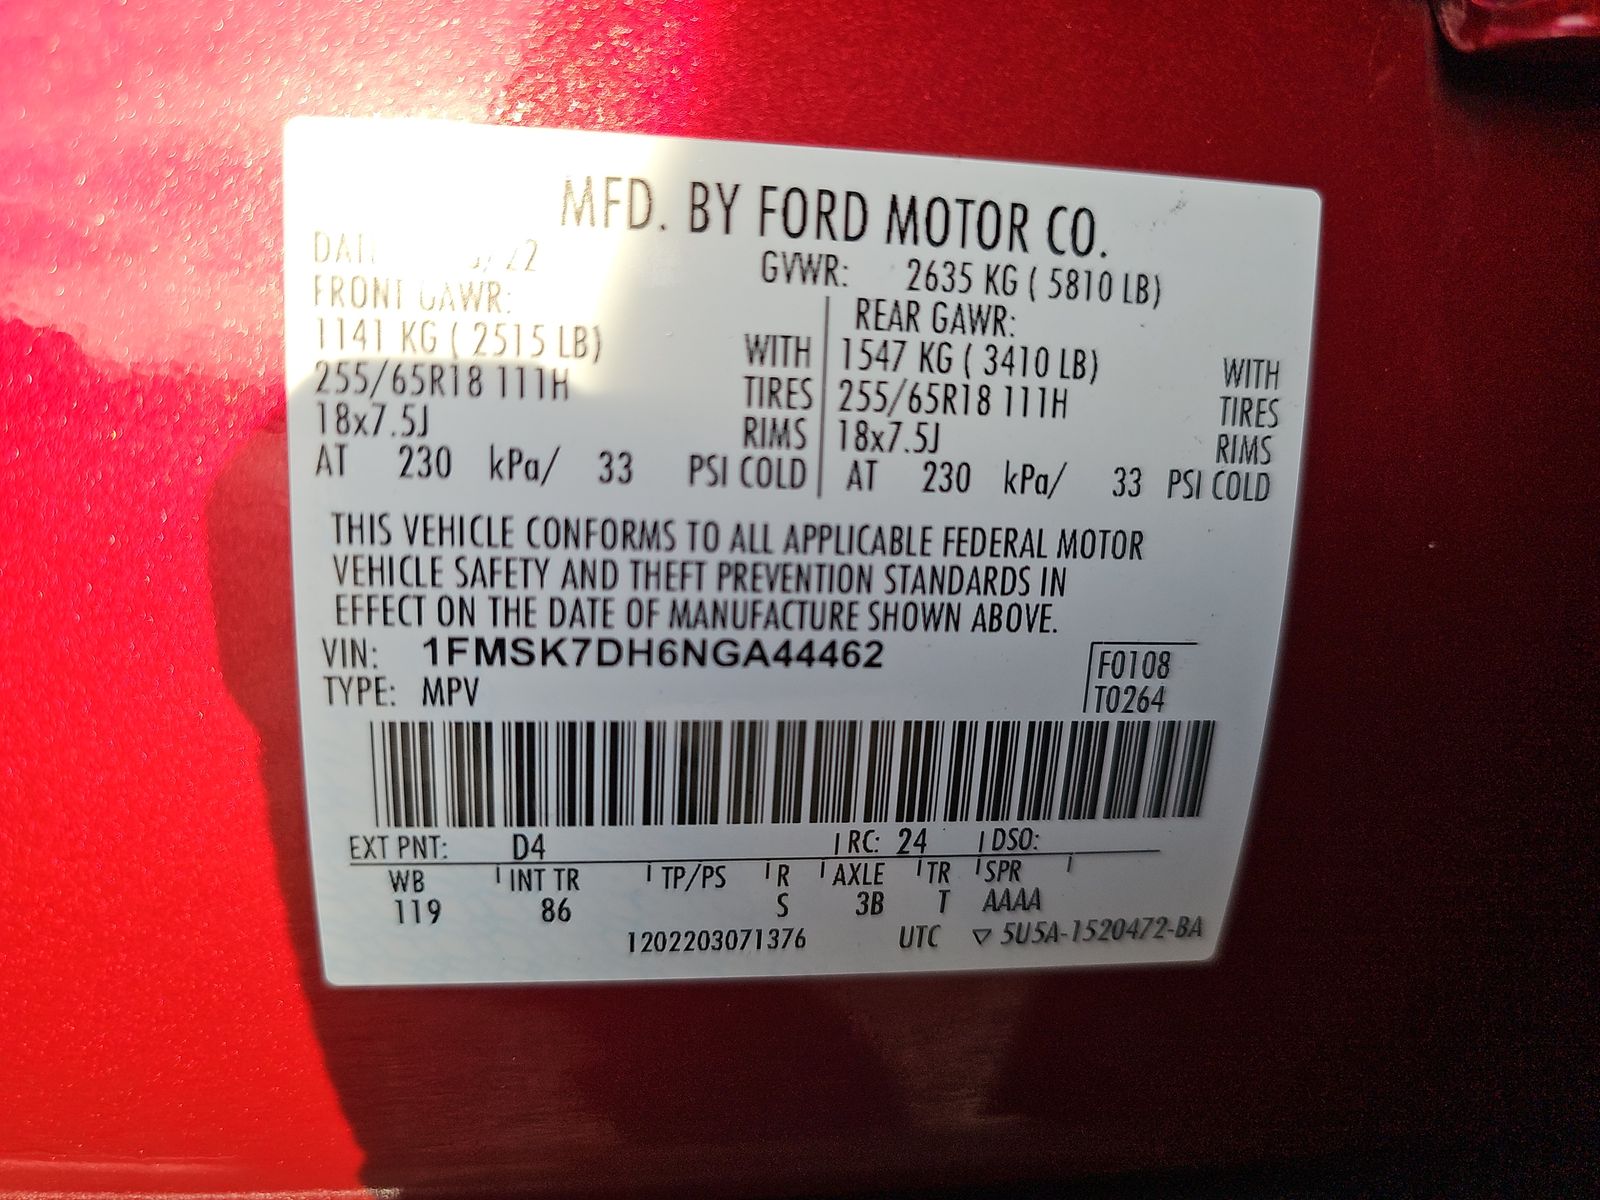 MFD. BY FORD MOTOR CO.
/22
GVWR: 2635 KG ( 5810 LB)
FRONT GAWR:
REAR GAWR:
1141 KG ( 2515 LB) WITH
1547 KG ( 3410 LB) WITH
255/65R18 111H TIRES
255/65R18 111H TIRES
18x7.5J RIMS
18x7.5J RIMS
AT 230 kPa/ 33 PSI COLD
AT 230 kPa/ 33 PSI COLD
THIS VEHICLE CONFORMS TO ALL APPLICABLE FEDERAL MOTOR
VEHICLE SAFETY AND THEFT PREVENTION STANDARDS IN
EFFECT ON THE DATE OF MANUFACTURE SHOWN ABOVE.
VIN: 1FMSK7DH6NGA44462
F0108
TYPE: MPV
T0264
EXT PNT: D4 RC: 24 DSO:
WB INT TR TP/PS R AXLE TR SPR
119 86 S 3B T AAAA
1202203071376 UTC ▽ 5U5A-1520472-BA